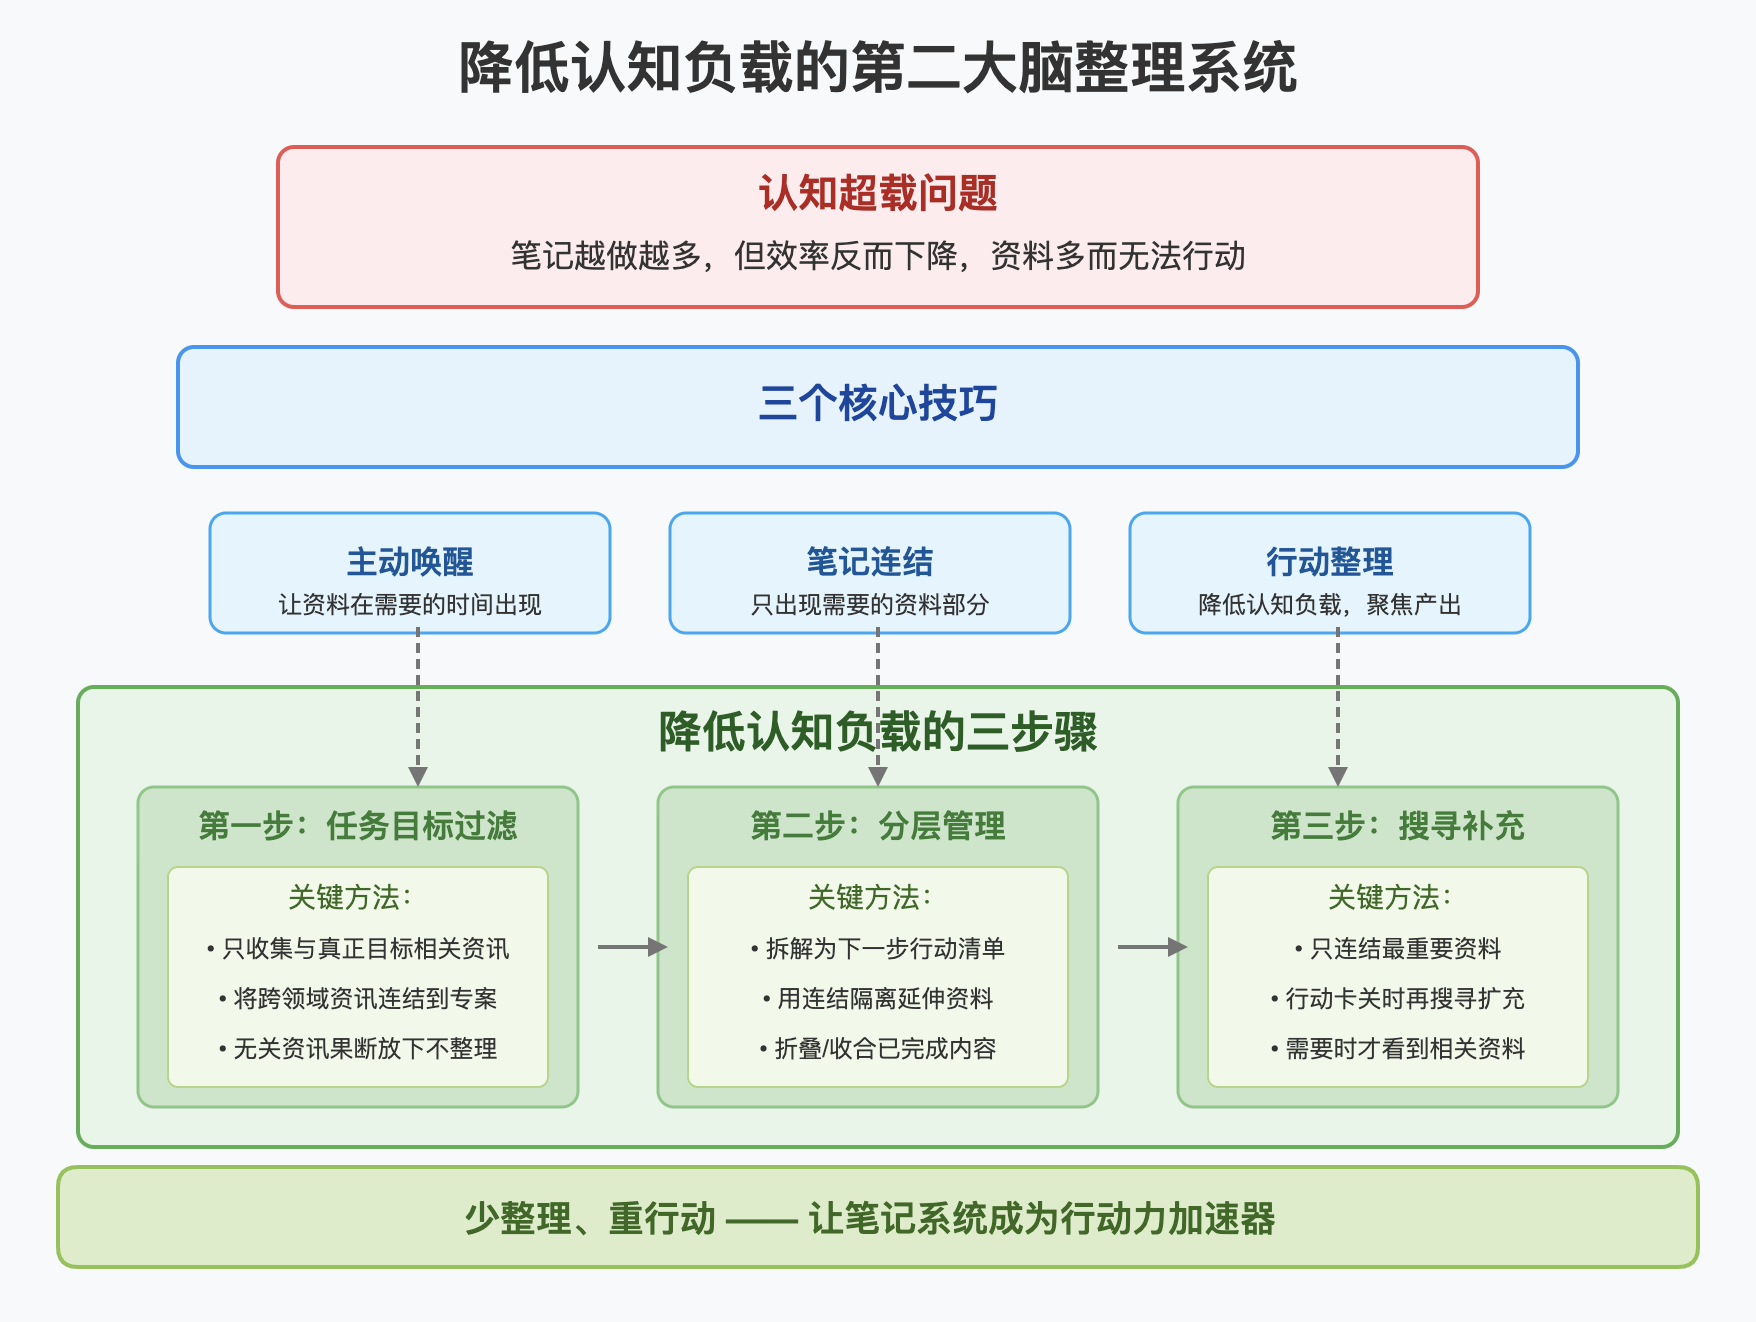 降低认知负载的第二大脑整理系统
认知超载问题
笔记越做越多，但效率反而下降，资料多而无法行动
三个核心技巧
主动唤醒
让资料在需要的时间出现
笔记连结
只出现需要的资料部分
行动整理
降低认知负载，聚焦产出
降低认知负载的三步骤
第一步：任务目标过滤
关键方法：
• 只收集与真正目标相关资讯
• 将跨领域资讯连结到专案
• 无关资讯果断放下不整理
第二步：分层管理
关键方法：
• 拆解为下一步行动清单
• 用连结隔离延伸资料
• 折叠/收合已完成内容
第三步：搜寻补充
关键方法：
• 只连结最重要资料
• 行动卡关时再搜寻扩充
• 需要时才看到相关资料
少整理、重行动 —— 让笔记系统成为行动力加速器